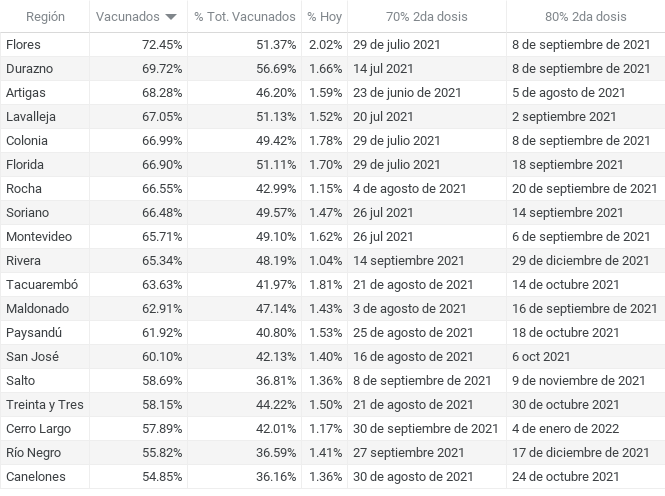 Región Vacunados % Tot. Vacunados % Hoy 70% 2da dosis 80% 2da dosis
Flores 72.45% 51.37% 2.02% 29 de julio 2021 8 de septiembre de 2021
Durazno 69.72% 56.69% 1.66% 14 jul 2021 8 de septiembre de 2021
Artigas 68.28% 46.20% 1.59% 23 de junio de 2021 5 de agosto de 2021
Lavalleja 67.05% 51.13% 1.52% 20 jul 2021 2 septiembre 2021
Colonia 66.99% 49.42% 1.78% 29 de julio 2021 8 de septiembre de 2021
Florida 66.90% 51.11% 1.70% 29 de julio 2021 18 septiembre 2021
Rocha 66.55% 42.99% 1.15% 4 de agosto de 2021 20 de septiembre de 2021
Soriano 66.48% 49.57% 1.47% 26 jul 2021 14 septiembre 2021
Montevideo 65.71% 49.10% 1.62% 26 jul 2021 6 de septiembre de 2021
Rivera 65.34% 48.19% 1.04% 14 septiembre 2021 29 de diciembre de 2021
Tacuarembó 63.63% 41.97% 1.81% 21 de agosto de 2021 14 de octubre 2021
Maldonado 62.91% 47.14% 1.43% 3 de agosto de 2021 16 de septiembre de 2021
Paysandú 61.92% 40.80% 1.53% 25 de agosto de 2021 18 de octubre 2021
San José 60.10% 42.13% 1.40% 16 de agosto de 2021 6 oct 2021
Salto 58.69% 36.81% 1.36% 8 de septiembre de 2021 9 de noviembre de 2021
Treinta y Tres 58.15% 44.22% 1.50% 21 de agosto de 2021 30 de octubre 2021
Cerro Largo 57.89% 42.01% 1.17% 30 de septiembre de 2021 4 de enero de 2022
Río Negro 55.82% 36.59% 1.41% 27 septiembre 2021 17 de diciembre de 2021
Canelones 54.85% 36.16% 1.36% 30 de agosto de 2021 24 de octubre 2021